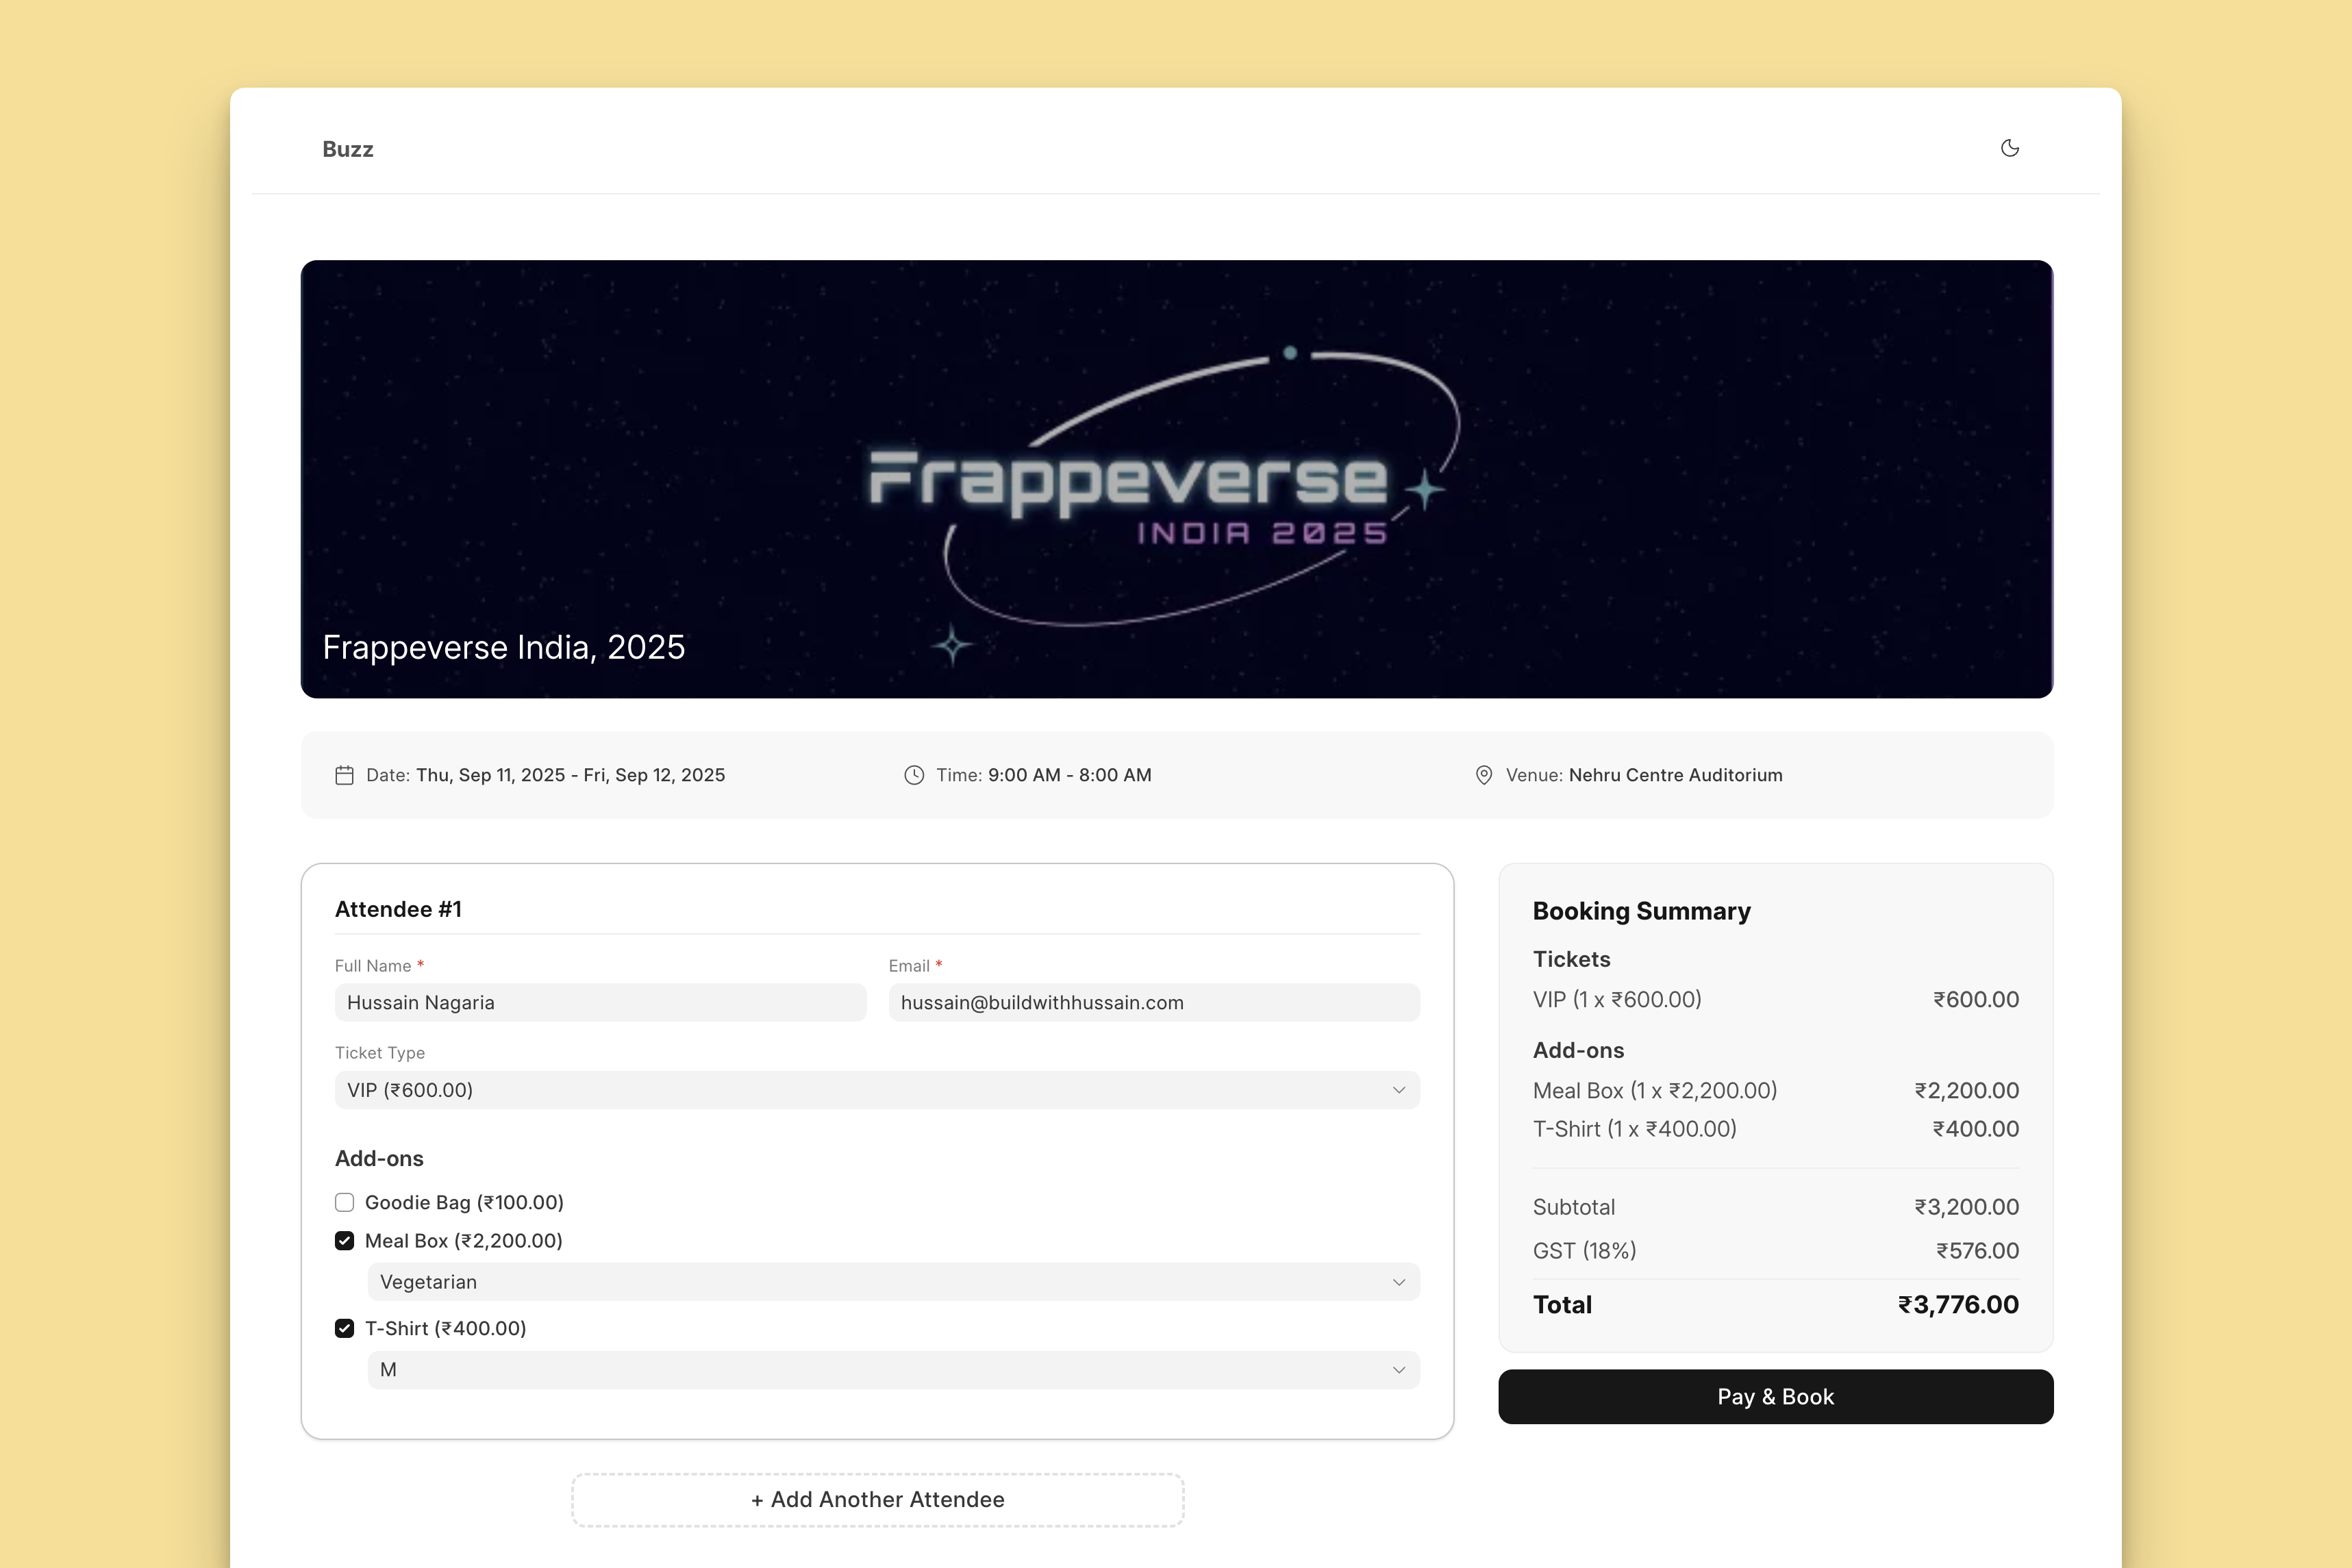 Buzz
Frappeverse
INDIA 2025
Frappeverse India, 2025
Date: Thu, Sep 11, 2025 - Fri, Sep 12, 2025
Time: 9:00 AM - 8:00 AM
Venue: Nehru Centre Auditorium
Attendee #1
Full Name *
Email *
Hussain Nagaria
hussain@buildwithhussain.com
Ticket Type
VIP (₹600.00)
Add-ons
Goodie Bag (₹100.00)
Meal Box (₹2,200.00)
Vegetarian
T-Shirt (₹400.00)
M
+ Add Another Attendee
Booking Summary
Tickets
VIP (1 x ₹600.00) ₹600.00
Add-ons
Meal Box (1 x ₹2,200.00) ₹2,200.00
T-Shirt (1 x ₹400.00) ₹400.00
Subtotal ₹3,200.00
GST (18%) ₹576.00
Total ₹3,776.00
Pay & Book